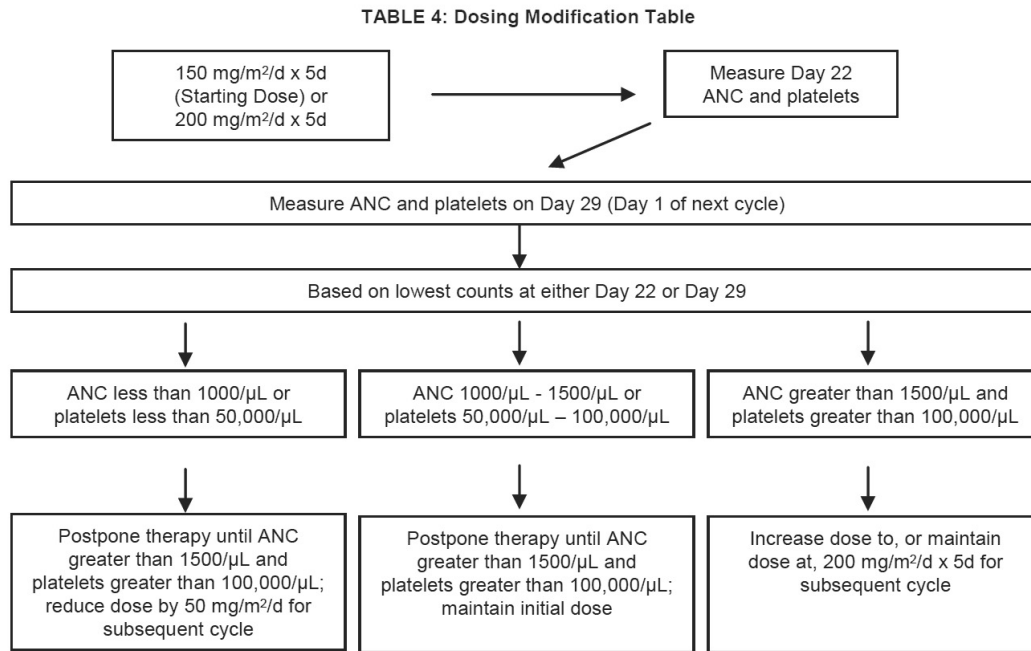 TABLE 4: Dosing Modification Table
150 mg/m²/d x 5d
(Starting Dose) or
200 mg/m²/d x 5d
Measure Day 22
ANC and platelets
Measure ANC and platelets on Day 29 (Day 1 of next cycle)
Based on lowest counts at either Day 22 or Day 29
ANC less than 1000/µL or
platelets less than 50,000/µL
ANC 1000/µL - 1500/µL or
platelets 50,000/µL – 100,000/µL
ANC greater than 1500/µL and
platelets greater than 100,000/µL
Postpone therapy until ANC
greater than 1500/µL and
platelets greater than 100,000/µL;
reduce dose by 50 mg/m²/d for
subsequent cycle
Postpone therapy until ANC
greater than 1500/µL and
platelets greater than 100,000/µL;
maintain initial dose
Increase dose to, or maintain
dose at, 200 mg/m²/d x 5d for
subsequent cycle